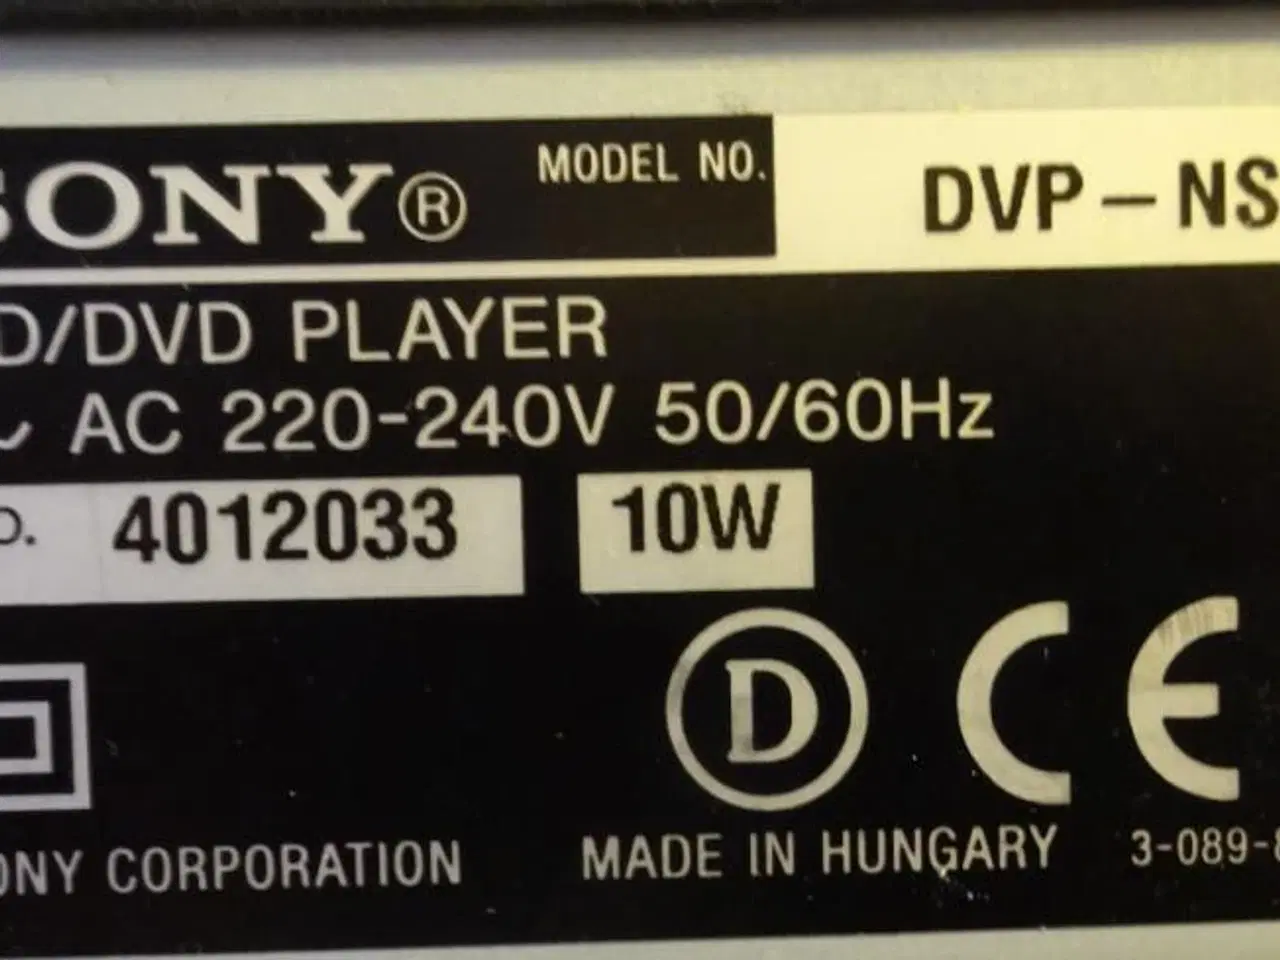 SONY® MODEL NO. DVP-NS
D/DVD PLAYER
~ AC 220-240V 50/60Hz
O. 4012033 10W
D CE
ONY CORPORATION MADE IN HUNGARY 3-089-8